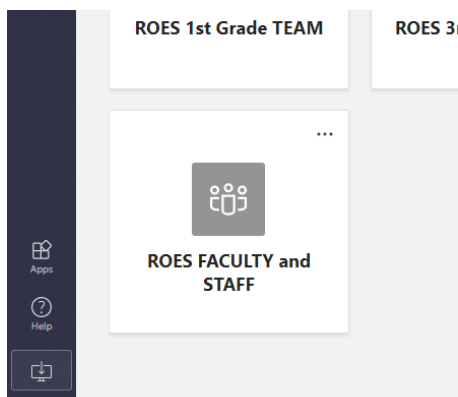 ROES 1st Grade TEAM
ROES 3
ROES FACULTY and
STAFF
Apps
Help